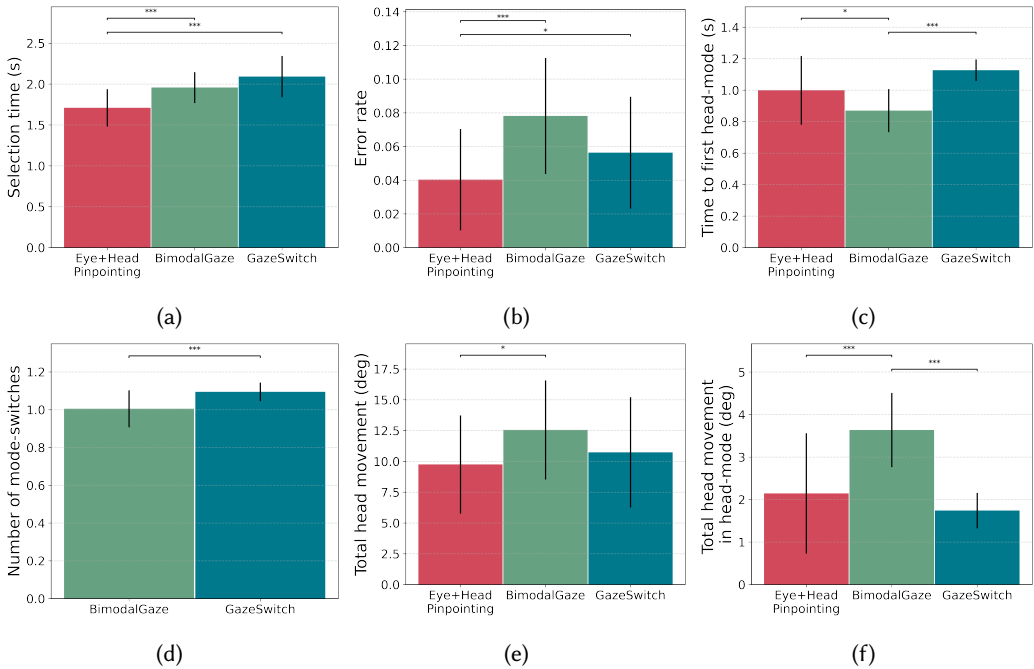 ***
***
Selection time (s)
2.5
2.0
1.5
1.0
0.5
0.0
Eye+Head
Pinpointing
BimodalGaze
GazeSwitch
(a)
***
*
Error rate
0.14
0.12
0.10
0.08
0.06
0.04
0.02
0.00
Eye+Head
Pinpointing
BimodalGaze
GazeSwitch
(b)
*
***
Time to first head-mode (s)
1.4
1.2
1.0
0.8
0.6
0.4
0.2
0.0
Eye+Head
Pinpointing
BimodalGaze
GazeSwitch
(c)
***
Number of mode-switches
1.2
1.0
0.8
0.6
0.4
0.2
0.0
BimodalGaze
GazeSwitch
(d)
*
Total head movement (deg)
17.5
15.0
12.5
10.0
7.5
5.0
2.5
0.0
Eye+Head
Pinpointing
BimodalGaze
GazeSwitch
(e)
***
***
Total head movement
in head-mode (deg)
5
4
3
2
1
0
Eye+Head
Pinpointing
BimodalGaze
GazeSwitch
(f)